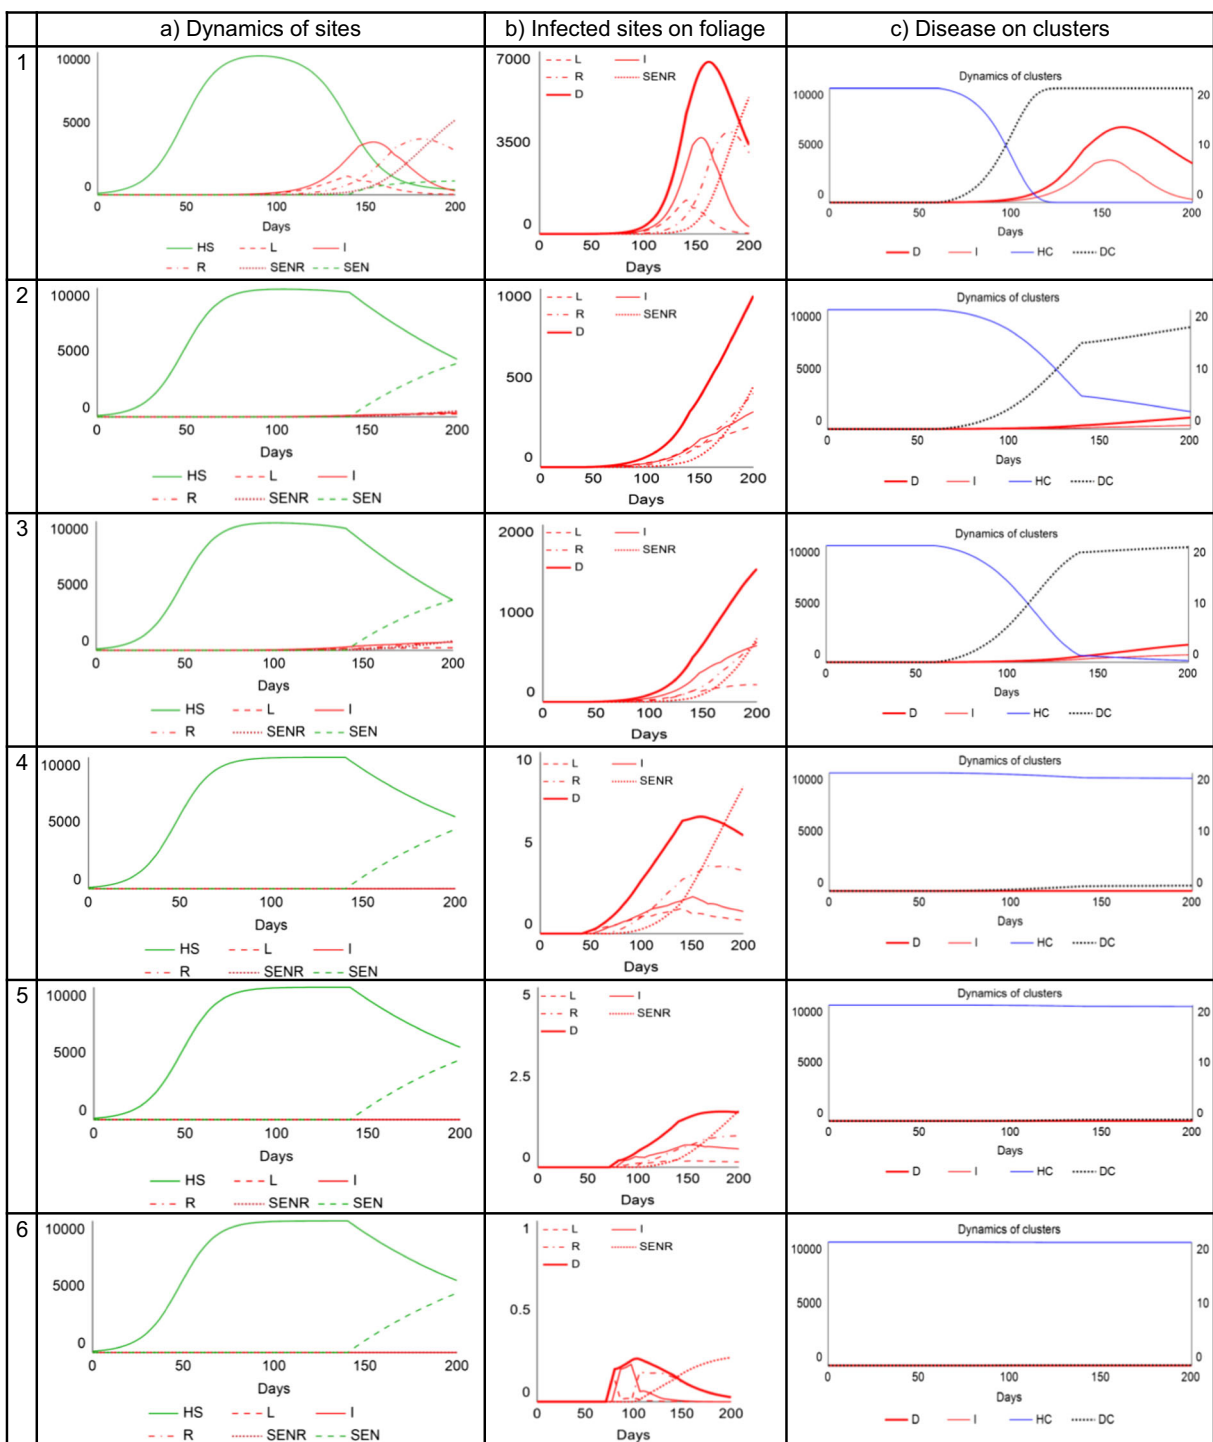 a) Dynamics of sites b) Infected sites on foliage c) Disease on clusters
1
10000
5000
0
0 50 100 150 200
Days
HS L I
R SENR SEN
7000
3500
0
L I
R SENR
D
0 50 100 150 200
Days
Dynamics of clusters
10000
5000
0
20
10
0
0 50 100 150 200
Days
D I HC DC
2
10000
5000
0
0 50 100 150 200
Days
HS L I
R SENR SEN
1000
500
0
L I
R SENR
D
0 50 100 150 200
Days
Dynamics of clusters
10000
5000
0
20
10
0
0 50 100 150 200
Days
D I HC DC
3
10000
5000
0
0 50 100 150 200
Days
HS L I
R SENR SEN
2000
1000
0
L I
R SENR
D
0 50 100 150 200
Days
Dynamics of clusters
10000
5000
0
20
10
0
0 50 100 150 200
Days
D I HC DC
4
10000
5000
0
0 50 100 150 200
Days
HS L I
R SENR SEN
10
5
0
L I
R SENR
D
0 50 100 150 200
Days
Dynamics of clusters
10000
5000
0
20
10
0
0 50 100 150 200
Days
D I HC DC
5
10000
5000
0
0 50 100 150 200
Days
HS L I
R SENR SEN
5
2.5
0
L I
R SENR
D
0 50 100 150 200
Days
Dynamics of clusters
10000
5000
0
20
10
0
0 50 100 150 200
Days
D I HC DC
6
10000
5000
0
0 50 100 150 200
Days
HS L I
R SENR SEN
1
0.5
0
L I
R SENR
D
0 50 100 150 200
Days
Dynamics of clusters
10000
5000
0
20
10
0
0 50 100 150 200
Days
D I HC DC